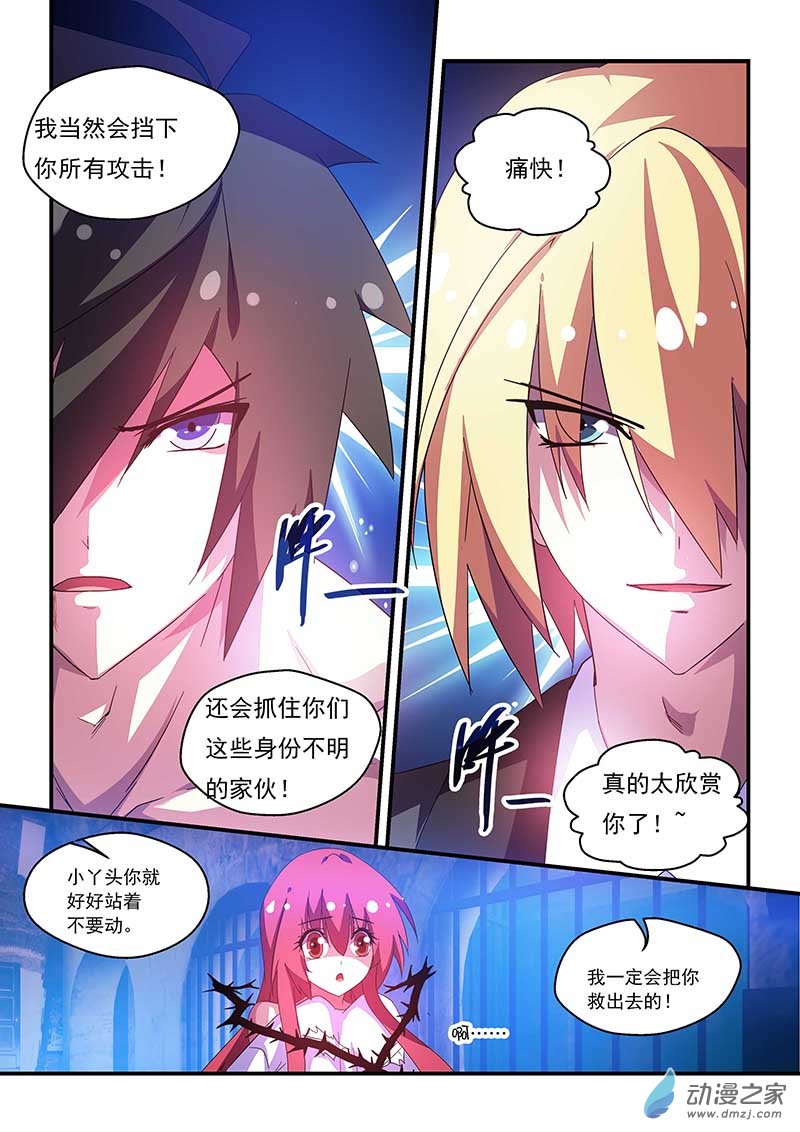 我当然会挡下
你所有攻击！
还会抓住你们
这些身份不明
的家伙！
痛快！
真的太欣赏
你了！~
小丫头你就
好好站着
不要动。
啊……
我一定会把你
救出去的！
动漫之家
www.dmzj.com